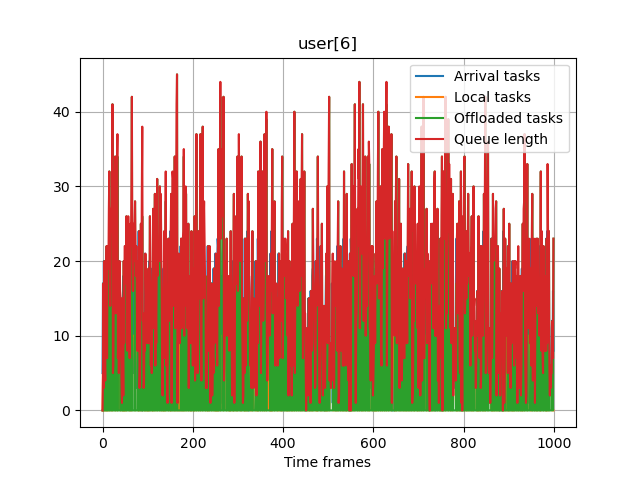 user[6]
Arrival tasks
Local tasks
Offloaded tasks
Queue length
40
30
20
10
0
0 200 400 600 800 1000
Time frames